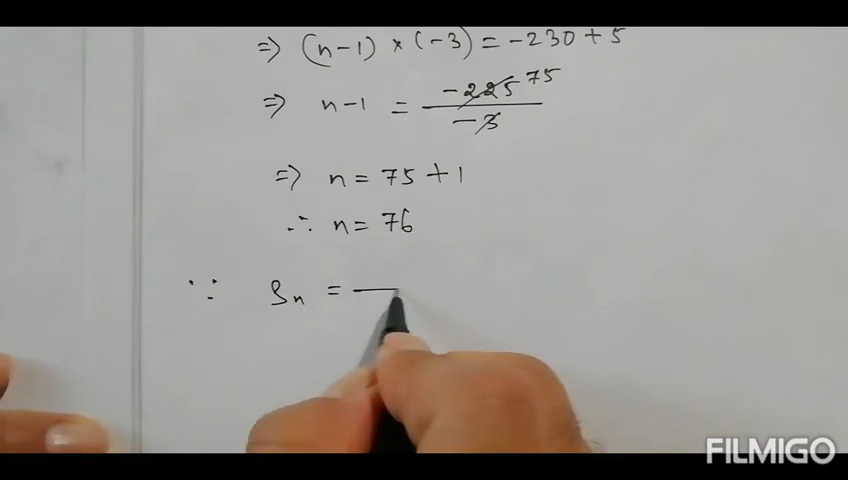 ⇒ (n-1) × (-3) = -230 + 5
⇒ n-1 = -225 75 / -3
⇒ n = 75 + 1
∴ n = 76
∵ Sn =
FILMIGO